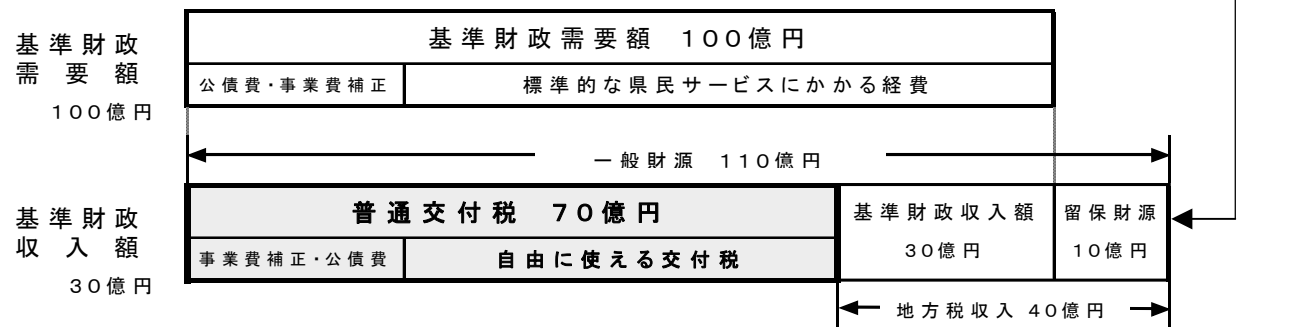 基準財政
需要額
100億円
基準財政需要額 100億円
公債費・事業費補正
標準的な県民サービスにかかる経費
一般財源 110億円
基準財政
収入額
30億円
普通交付税 70億円
事業費補正・公債費
自由に使える交付税
基準財政収入額
30億円
留保財源
10億円
地方税収入 40億円